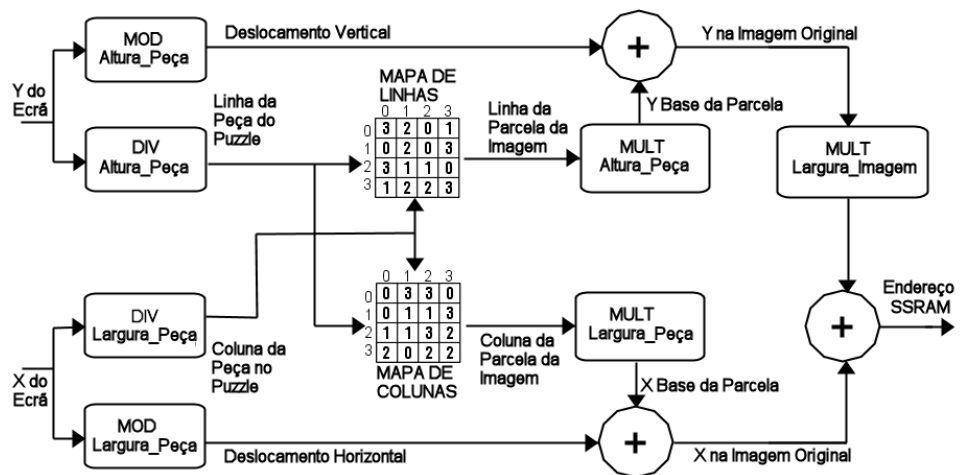 MOD
Altura_Peça
Deslocamento Vertical
+
Y na Imagem Original
Y do
Ecrã
DIV
Altura_Peça
Linha da
Peça do
Puzzle
MAPA DE
LINHAS
0 1 2 3
0 3 2 0 1
1 0 2 0 3
2 3 1 1 0
3 1 2 2 3
Linha da
Parcela da
Imagem
Y Base da Parcela
MULT
Altura_Peça
MULT
Largura_Imagem
DIV
Largura_Peça
Coluna da
Peça no
Puzzle
0 1 2 3
0 0 3 3 0
1 0 1 1 3
2 1 1 3 2
3 2 0 2 2
MAPA DE
COLUNAS
Coluna da
Parcela da
Imagem
MULT
Largura_Peça
X Base da Parcela
+
Endereço
SSRAM
X do
Ecrã
MOD
Largura_Peça
Deslocamento Horizontal
+
X na Imagem Original